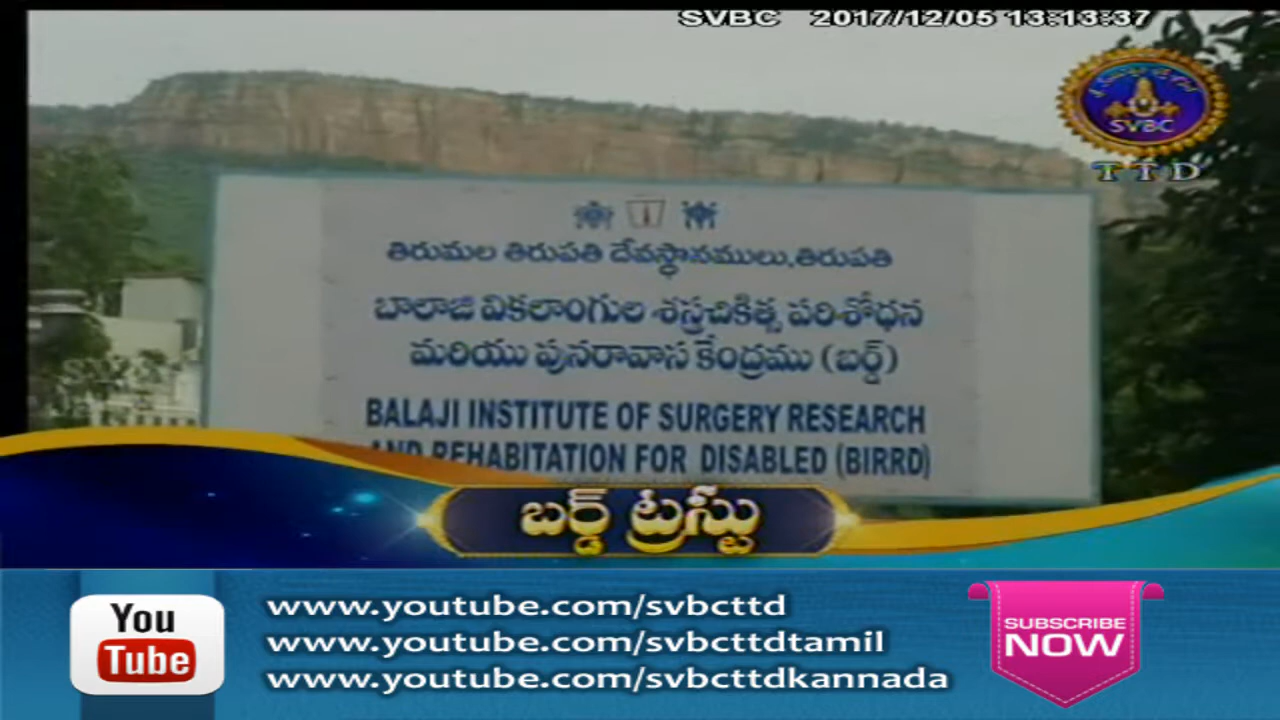 SVBC 2017/12/05 13:13:37
SVBC
T T D
తిరుమల తిరుపతి దేవస్థానములు,తిరుపతి
బాలాజి వికలాంగుల శస్త్రచికిత్స పరిశోధన
మరియు పునరావాస కేంద్రము (బర్డ్)
BALAJI INSTITUTE OF SURGERY RESEARCH
AND REHABITATION FOR DISABLED (BIRRD)
బర్డ్ ట్రస్టు
You
Tube
www.youtube.com/svbcttd
www.youtube.com/svbcttdtamil
www.youtube.com/svbcttdkannada
SUBSCRIBE
NOW